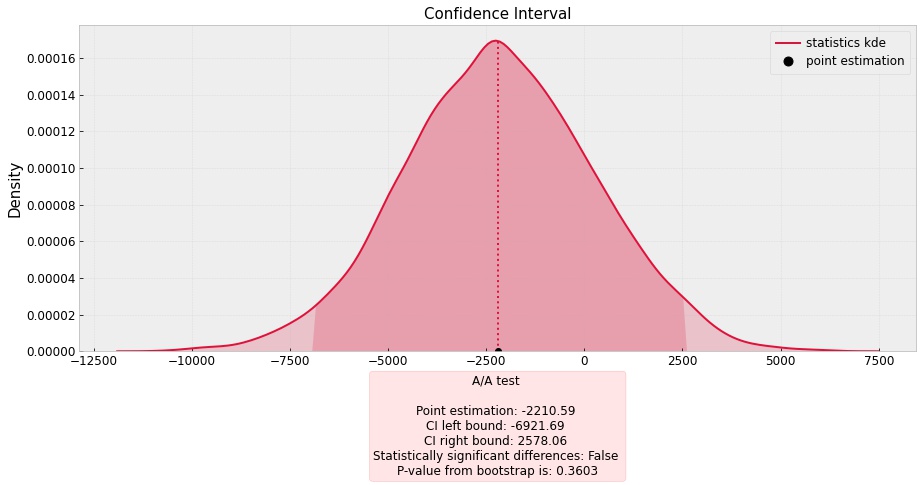 Confidence Interval
statistics kde
point estimation
Density
0.00016
0.00014
0.00012
0.00010
0.00008
0.00006
0.00004
0.00002
0.00000
−12500 −10000 −7500 −5000 −2500 0 2500 5000 7500
A/A test
Point estimation: -2210.59
CI left bound: -6921.69
CI right bound: 2578.06
Statistically significant differences: False
P-value from bootstrap is: 0.3603